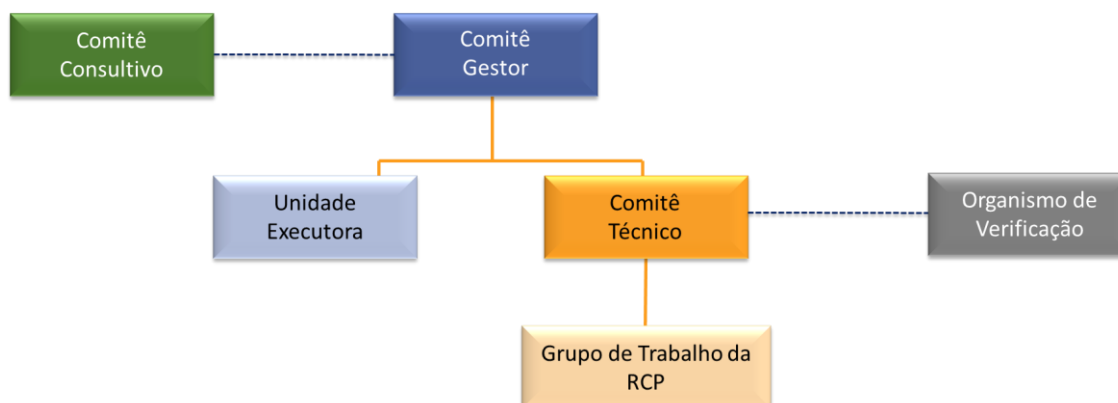 Comitê
Consultivo
Comitê
Gestor
Unidade
Executora
Comitê
Técnico
Organismo de
Verificação
Grupo de Trabalho da
RCP